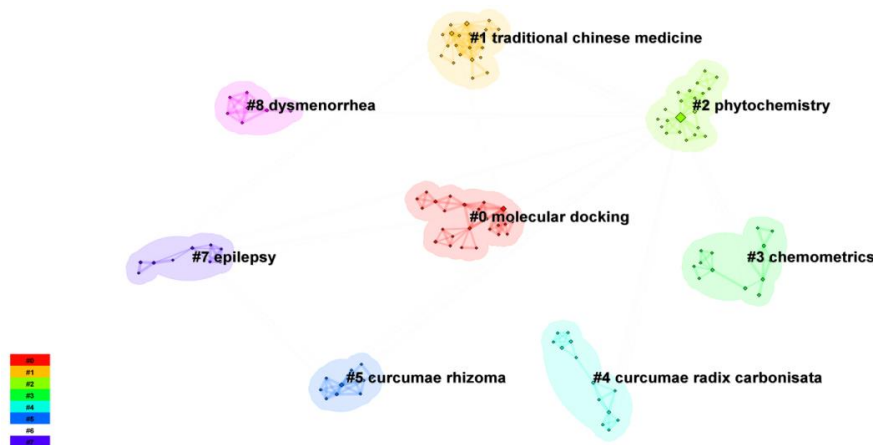 #1 traditional chinese medicine
#8 dysmenorrhea
#2 phytochemistry
#0 molecular docking
#7 epilepsy
#3 chemometrics
#5 curcumae rhizoma
#4 curcumae radix carbonisata
#0
#1
#2
#3
#4
#5
#6
#7